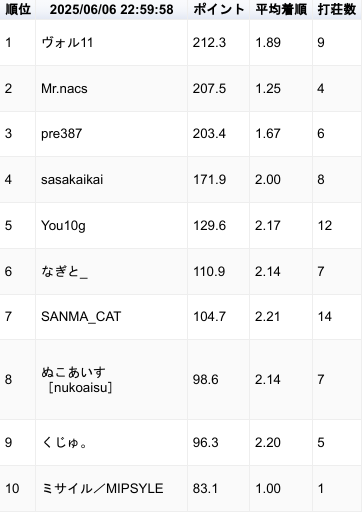 順位 2025/06/06 22:59:58 ポイント 平均着順 打荘数
1 ヴォル11 212.3 1.89 9
2 Mr.nacs 207.5 1.25 4
3 pre387 203.4 1.67 6
4 sasakaikai 171.9 2.00 8
5 You10g 129.6 2.17 12
6 なぎと_ 110.9 2.14 7
7 SANMA_CAT 104.7 2.21 14
8 ぬこあいす
［nukoaisu］ 98.6 2.14 7
9 くじゅ。 96.3 2.20 5
10 ミサイル／MIPSYLE 83.1 1.00 1